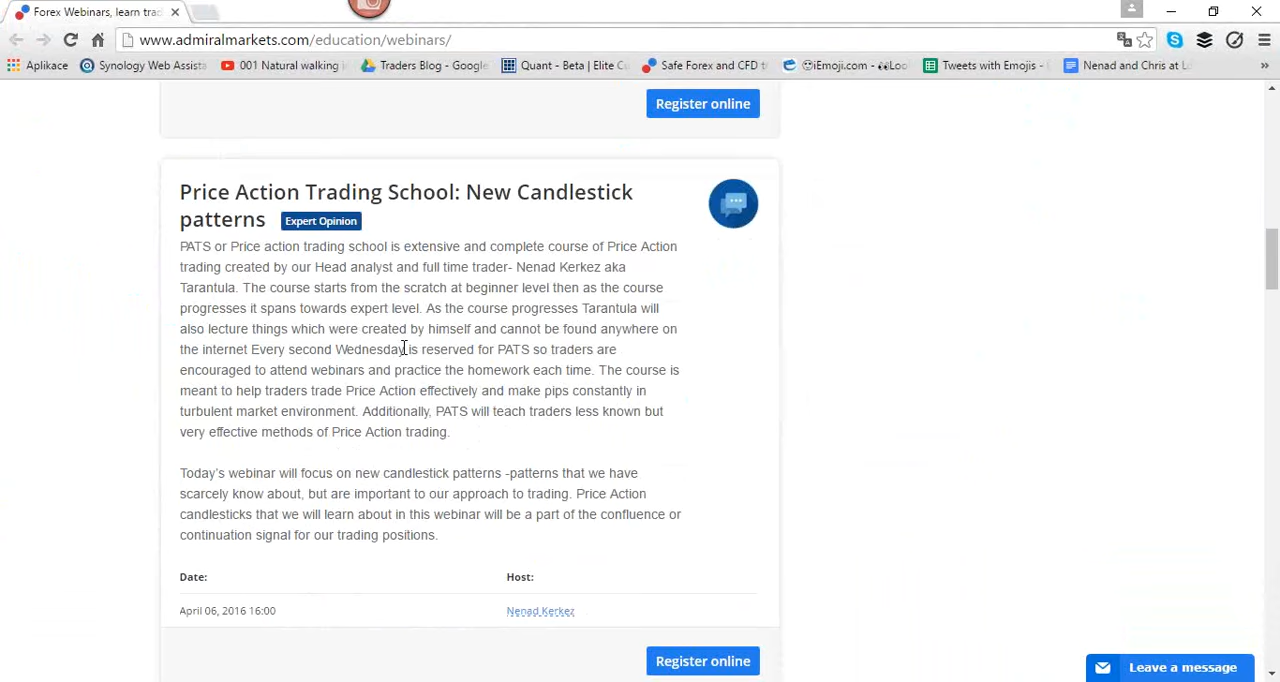 Forex Webinars, learn trad
www.admiralmarkets.com/education/webinars/
Aplikace
Synology Web Assista
001 Natural walking
Traders Blog - Google
Quant - Beta | Elite C
Safe Forex and CFD t
iEmoji.com - 👀Loo
Tweets with Emojis -
Nenad and Chris at L
»
Register online
Price Action Trading School: New Candlestick
patterns Expert Opinion
PATS or Price action trading school is extensive and complete course of Price Action
trading created by our Head analyst and full time trader- Nenad Kerkez aka
Tarantula. The course starts from the scratch at beginner level then as the course
progresses it spans towards expert level. As the course progresses Tarantula will
also lecture things which were created by himself and cannot be found anywhere on
the internet Every second Wednesday is reserved for PATS so traders are
encouraged to attend webinars and practice the homework each time. The course is
meant to help traders trade Price Action effectively and make pips constantly in
turbulent market environment. Additionally, PATS will teach traders less known but
very effective methods of Price Action trading.
Today's webinar will focus on new candlestick patterns -patterns that we have
scarcely know about, but are important to our approach to trading. Price Action
candlesticks that we will learn about in this webinar will be a part of the confluence or
continuation signal for our trading positions.
Date:
Host:
April 06, 2016 16:00
Nenad Kerkez
Register online
Leave a message